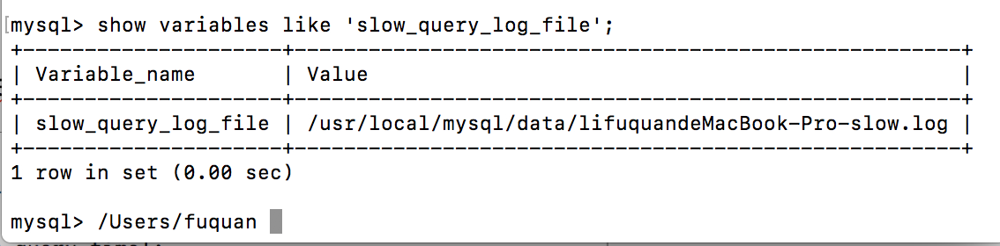 mysql> show variables like 'slow_query_log_file';
+---------------------+------------------------------------------------------+
| Variable_name       | Value                                                |
+---------------------+------------------------------------------------------+
| slow_query_log_file | /usr/local/mysql/data/lifuquandeMacBook-Pro-slow.log |
+---------------------+------------------------------------------------------+
1 row in set (0.00 sec)
mysql> /Users/fuquan